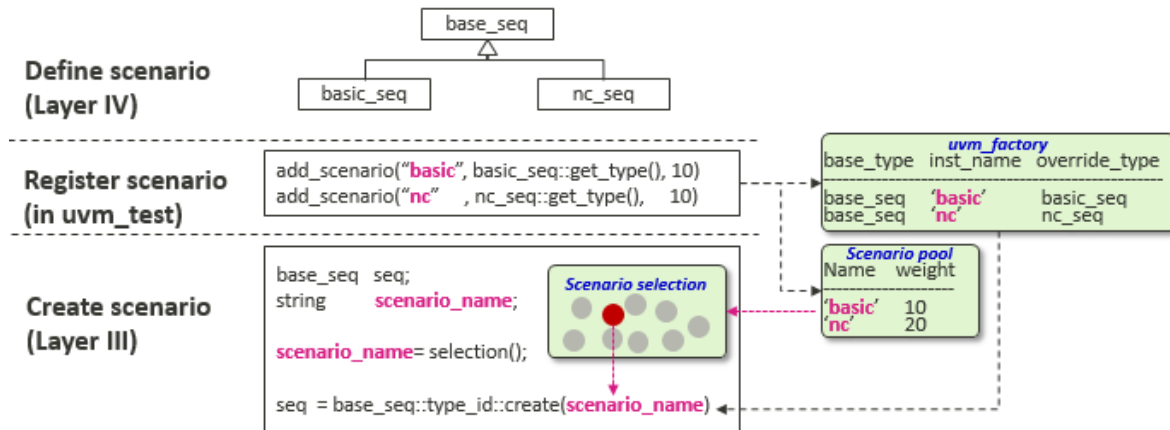 base_seq
Define scenario
(Layer IV)
basic_seq
nc_seq
Register scenario
(in uvm_test)
add_scenario(“basic”, basic_seq::get_type(), 10)
add_scenario(“nc” , nc_seq::get_type(), 10)
uvm_factory
base_type inst_name override_type
base_seq ‘basic’ basic_seq
base_seq ‘nc’ nc_seq
Create scenario
(Layer III)
base_seq seq;
string scenario_name;
scenario_name= selection();
seq = base_seq::type_id::create(scenario_name)
Scenario selection
Scenario pool
Name weight
‘basic’ 10
‘nc’ 20